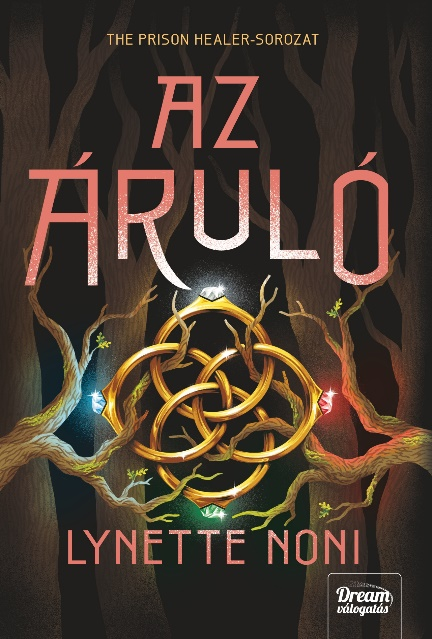 THE PRISON HEALER-SOROZAT
AZ
ÁRULÓ
LYNETTE NONI
Dream
válogatás